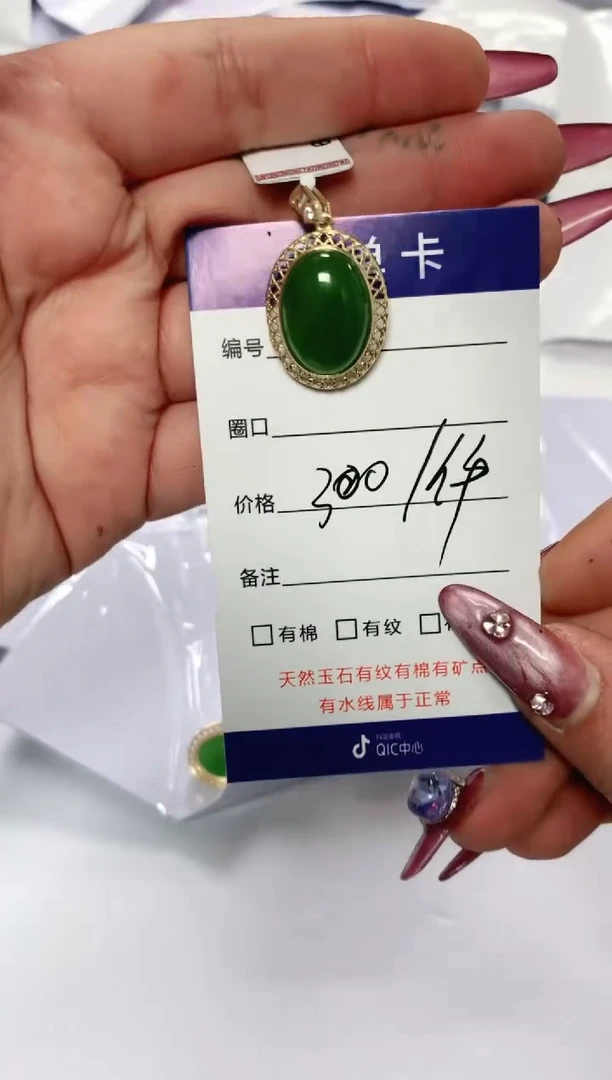 单卡
编号
圈口
价格 300/件
备注
□有棉 □有纹 □
天然玉石有纹有棉有矿点
有水线属于正常
QIC中心